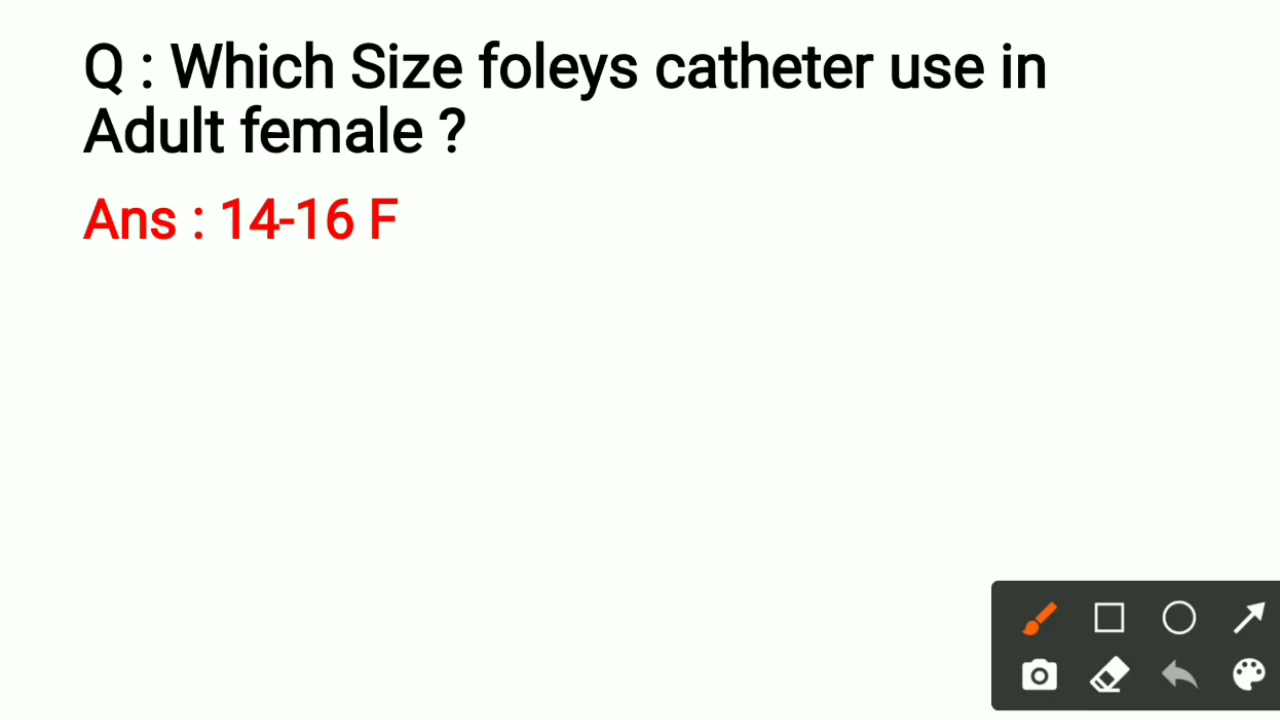 Q : Which Size foleys catheter use in
Adult female ?
Ans : 14-16 F